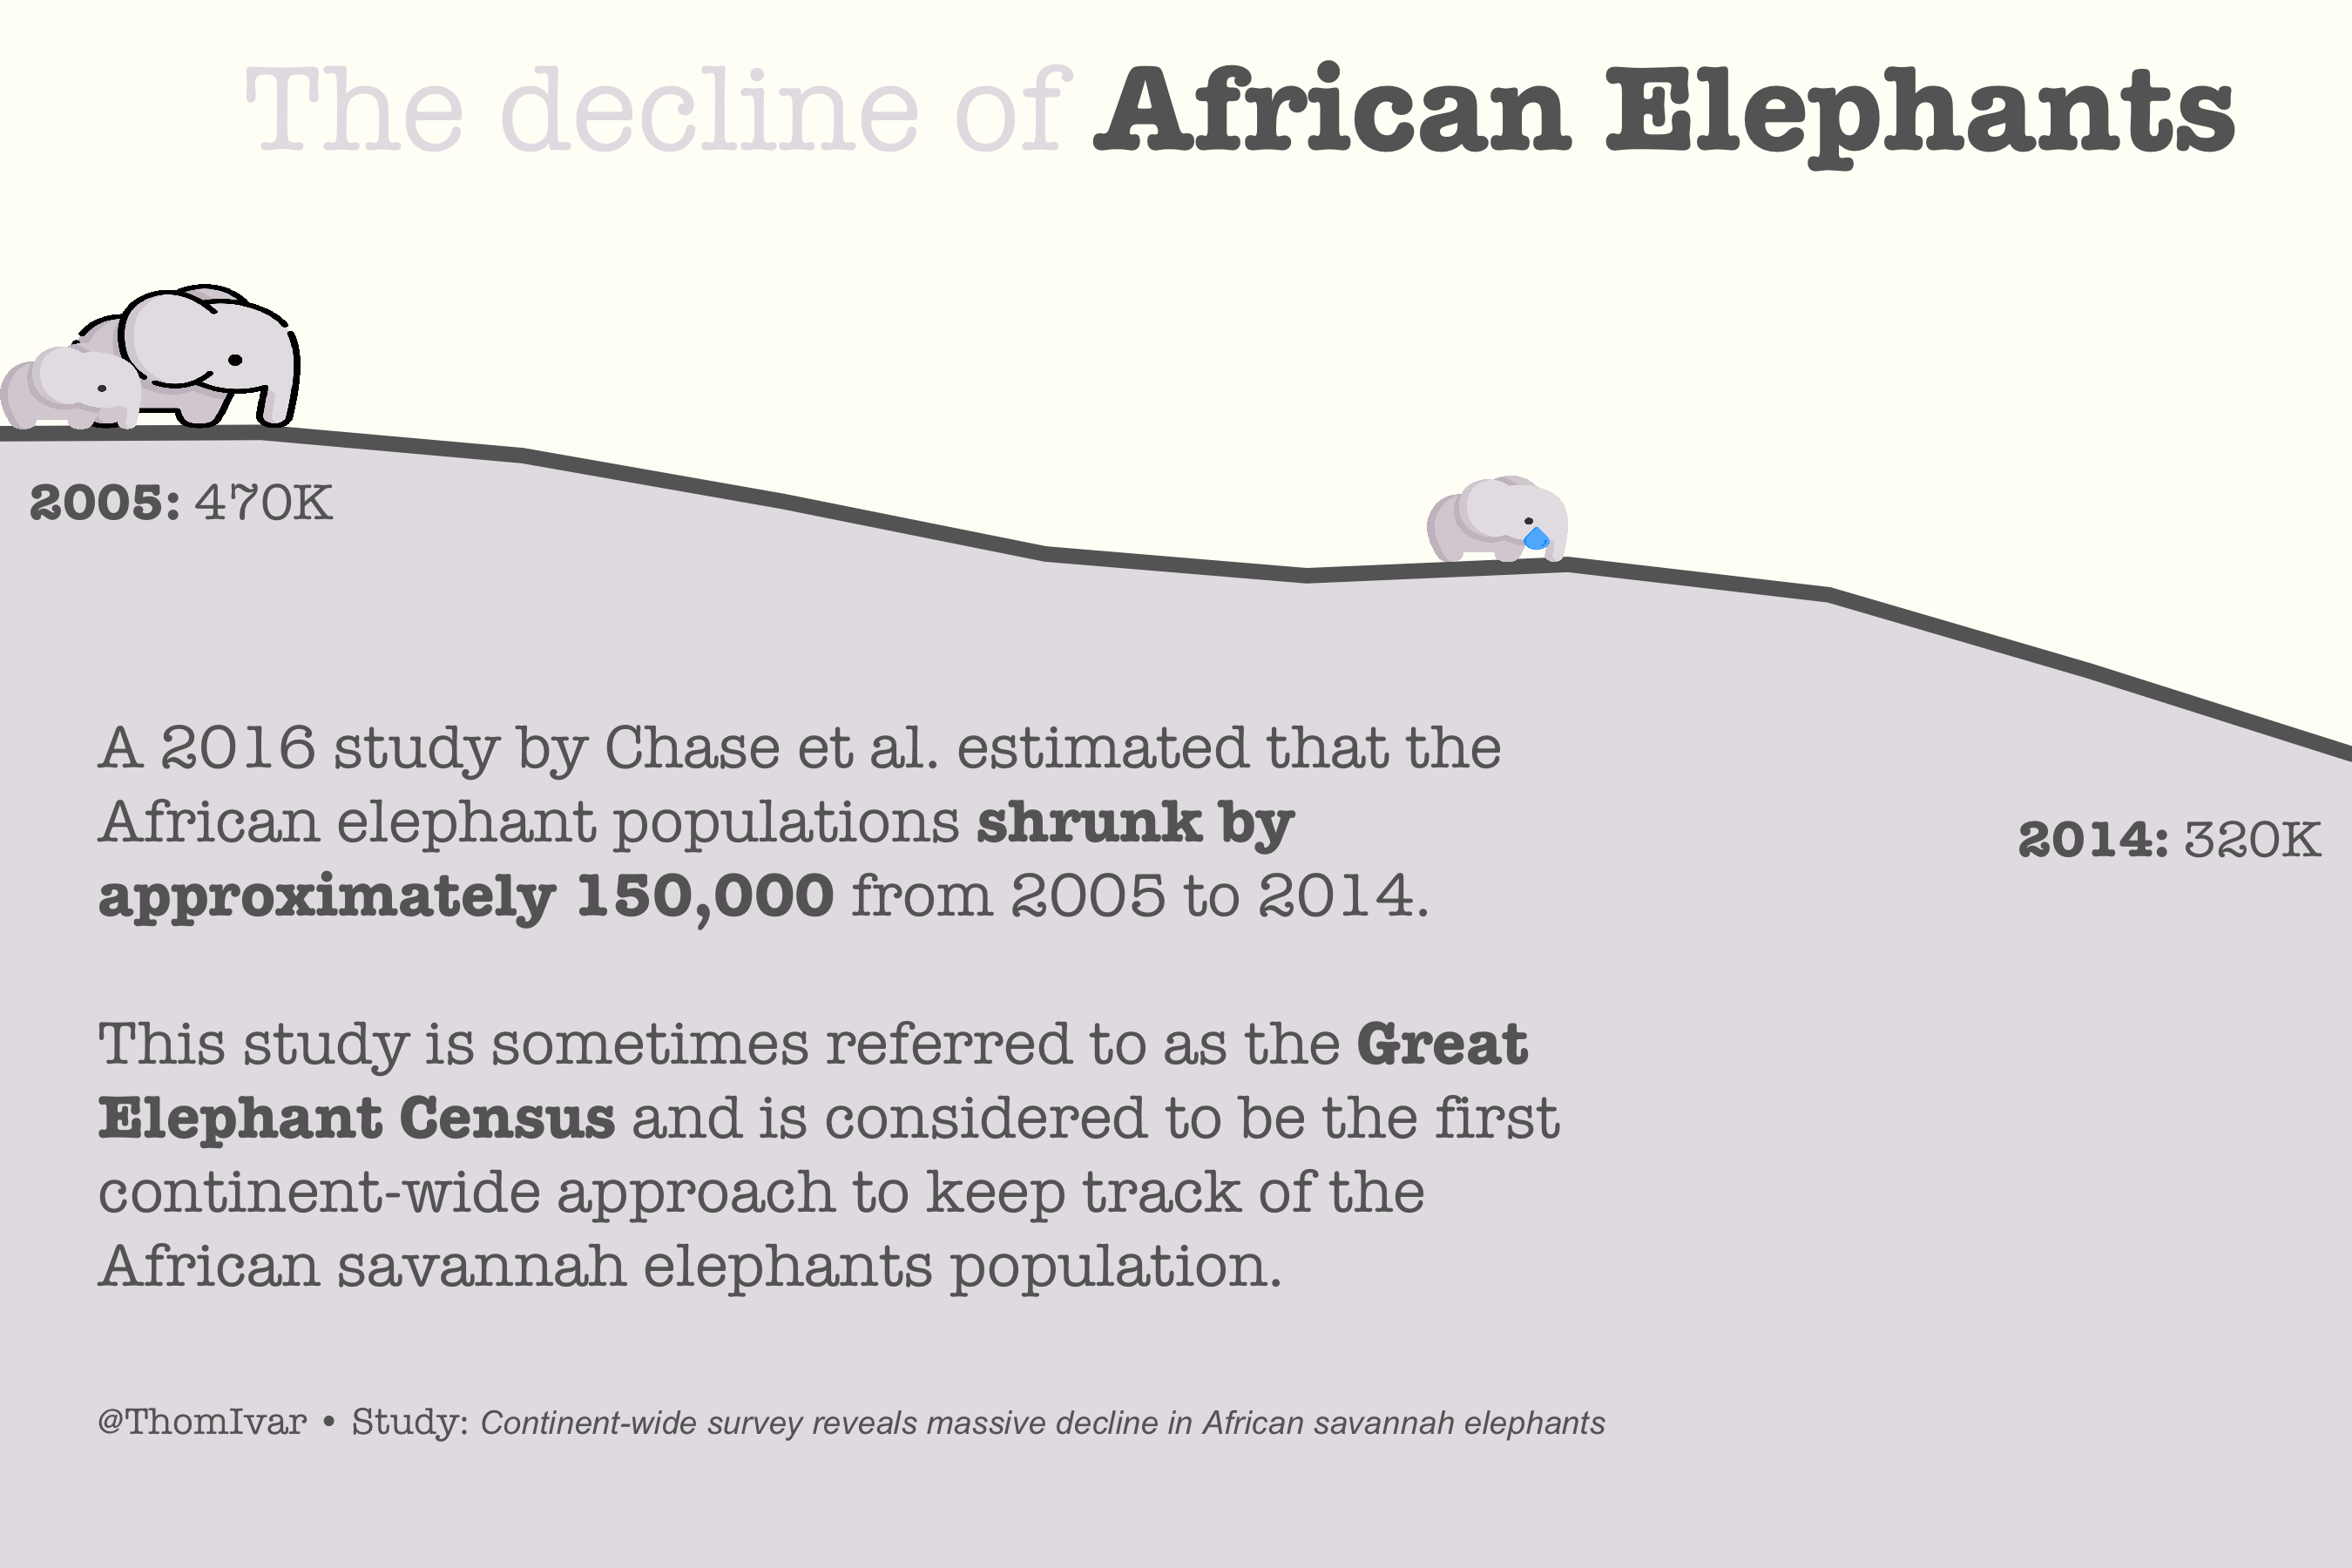 The decline of African Elephants
2005: 470K
A 2016 study by Chase et al. estimated that the
African elephant populations shrunk by
approximately 150,000 from 2005 to 2014.
2014: 320K
This study is sometimes referred to as the Great
Elephant Census and is considered to be the first
continent-wide approach to keep track of the
African savannah elephants population.
@ThomIvar • Study: Continent-wide survey reveals massive decline in African savannah elephants